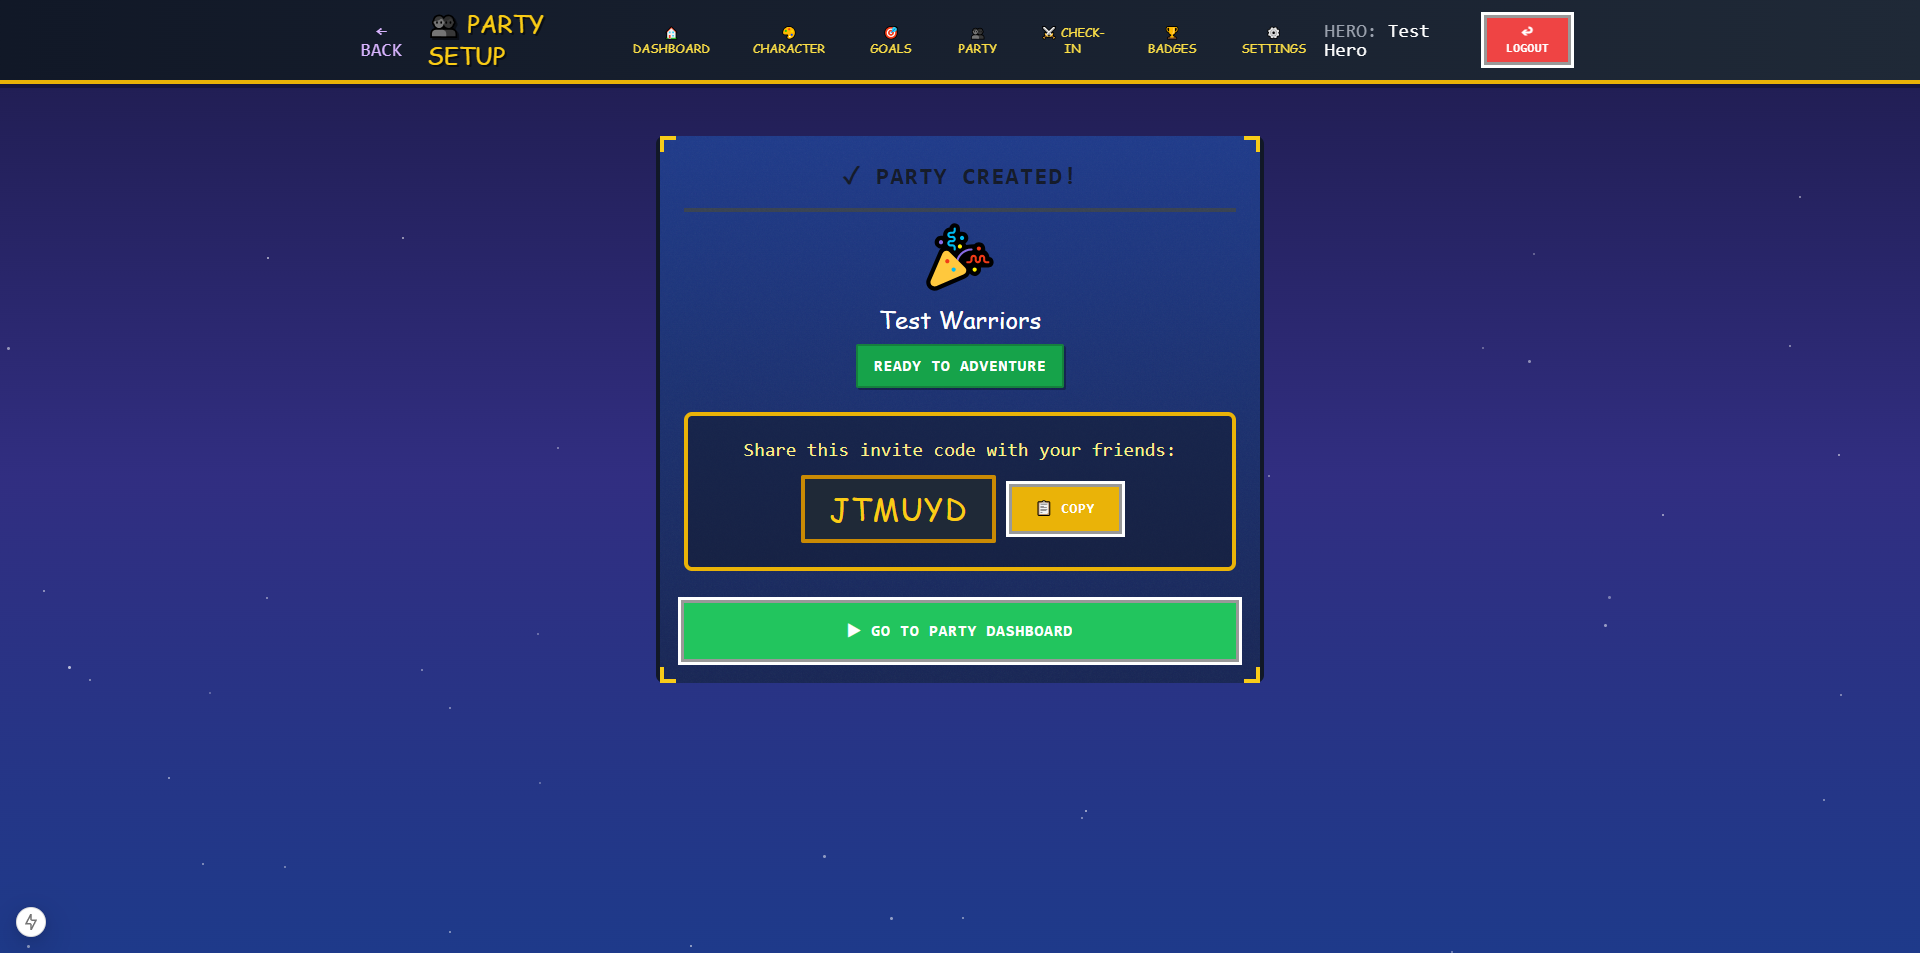 ←
BACK
PARTY
SETUP
DASHBOARD
CHARACTER
GOALS
PARTY
CHECK-
IN
BADGES
SETTINGS
HERO: Test
Hero
LOGOUT
✓ PARTY CREATED!
Test Warriors
READY TO ADVENTURE
Share this invite code with your friends:
JTMUYD
COPY
▶ GO TO PARTY DASHBOARD